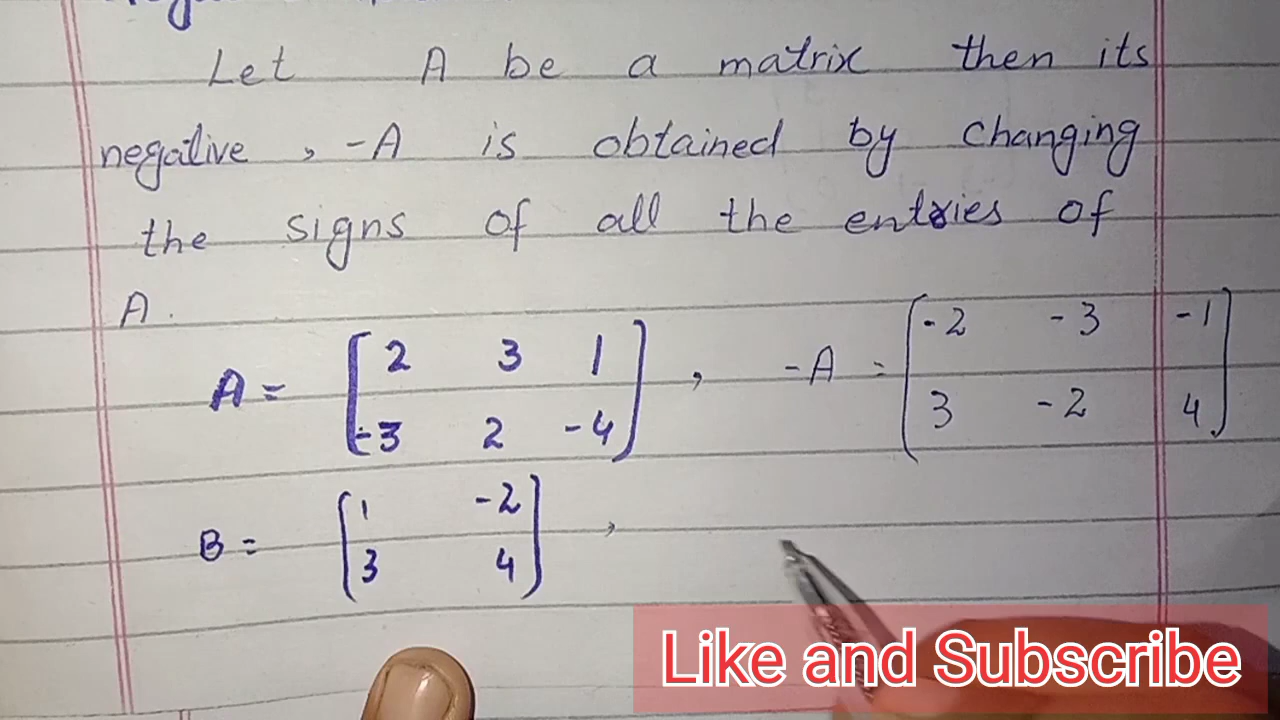 Let A be a matrix then its
negative, -A is obtained by changing
the signs of all the entries of
A.
A = [2 3 1
-3 2 -4], -A = [-2 -3 -1
3 -2 4]
B = [1 -2
3 4],
Like and Subscribe